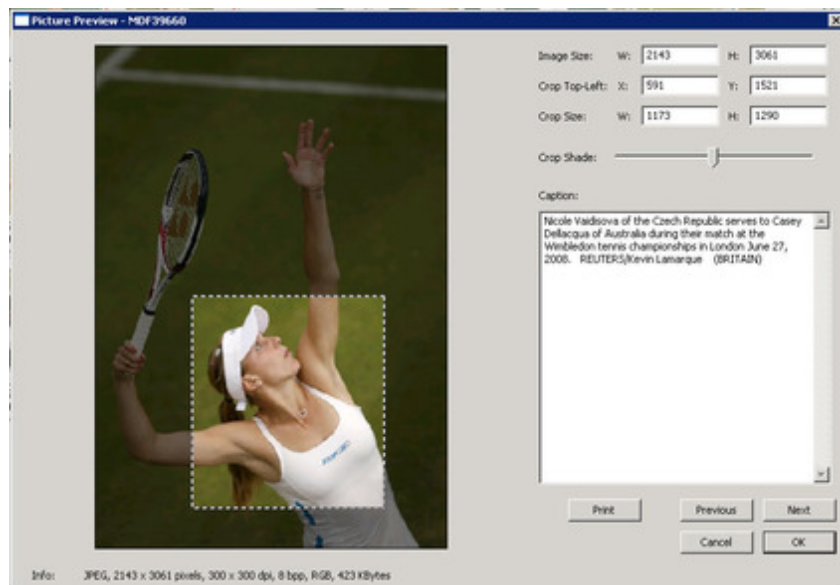 Picture Preview - MDF39660
Image Size: W: 2143 H: 3061
Crop Top-Left: X: 591 Y: 1521
Crop Size: W: 1173 H: 1290
Crop Shade:
Caption:
Nicole Vaidisova of the Czech Republic serves to Casey
Dellacqua of Australia during their match at the
Wimbledon tennis championships in London June 27,
2008. REUTERS/Kevin Lamarque (BRITAIN)
Print Previous Next
Cancel OK
Info: JPEG, 2143 x 3061 pixels, 300 x 300 dpi, 8 bpp, RGB, 423 KBytes